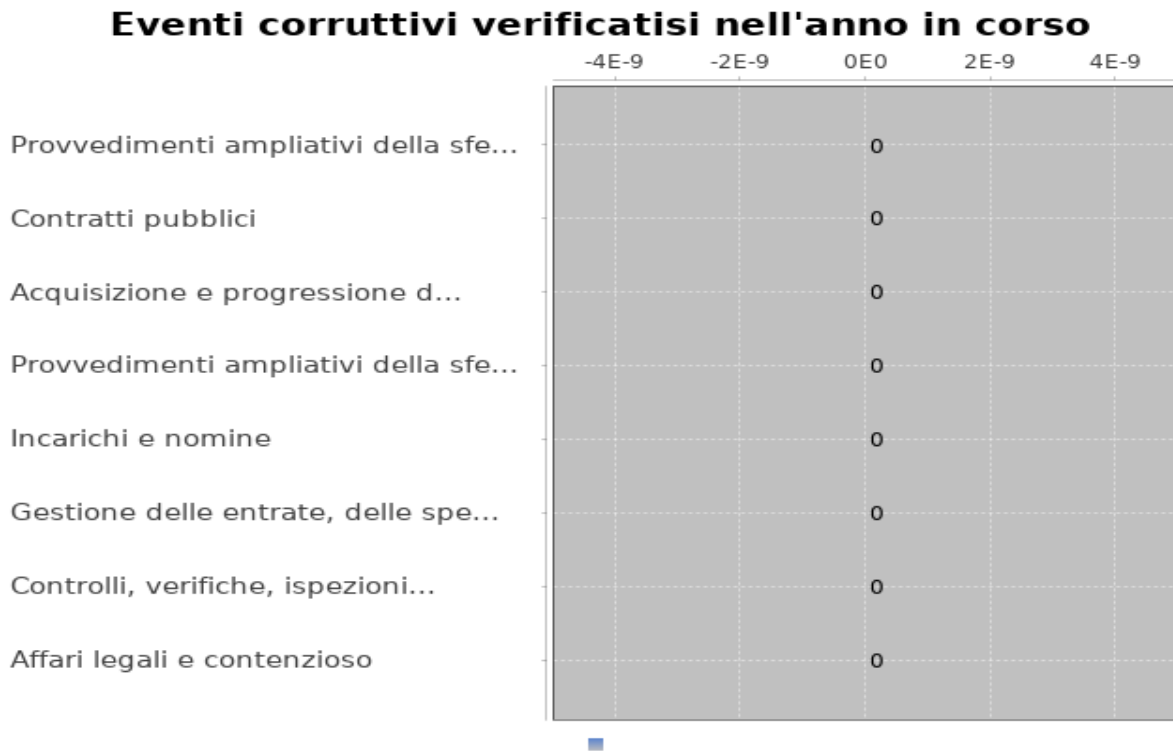 Eventi corruttivi verificatisi nell'anno in corso
-4E-9 -2E-9 0E0 2E-9 4E-9
Provvedimenti ampliativi della sfe... 0
Contratti pubblici 0
Acquisizione e progressione d... 0
Provvedimenti ampliativi della sfe... 0
Incarichi e nomine 0
Gestione delle entrate, delle spe... 0
Controlli, verifiche, ispezioni... 0
Affari legali e contenzioso 0